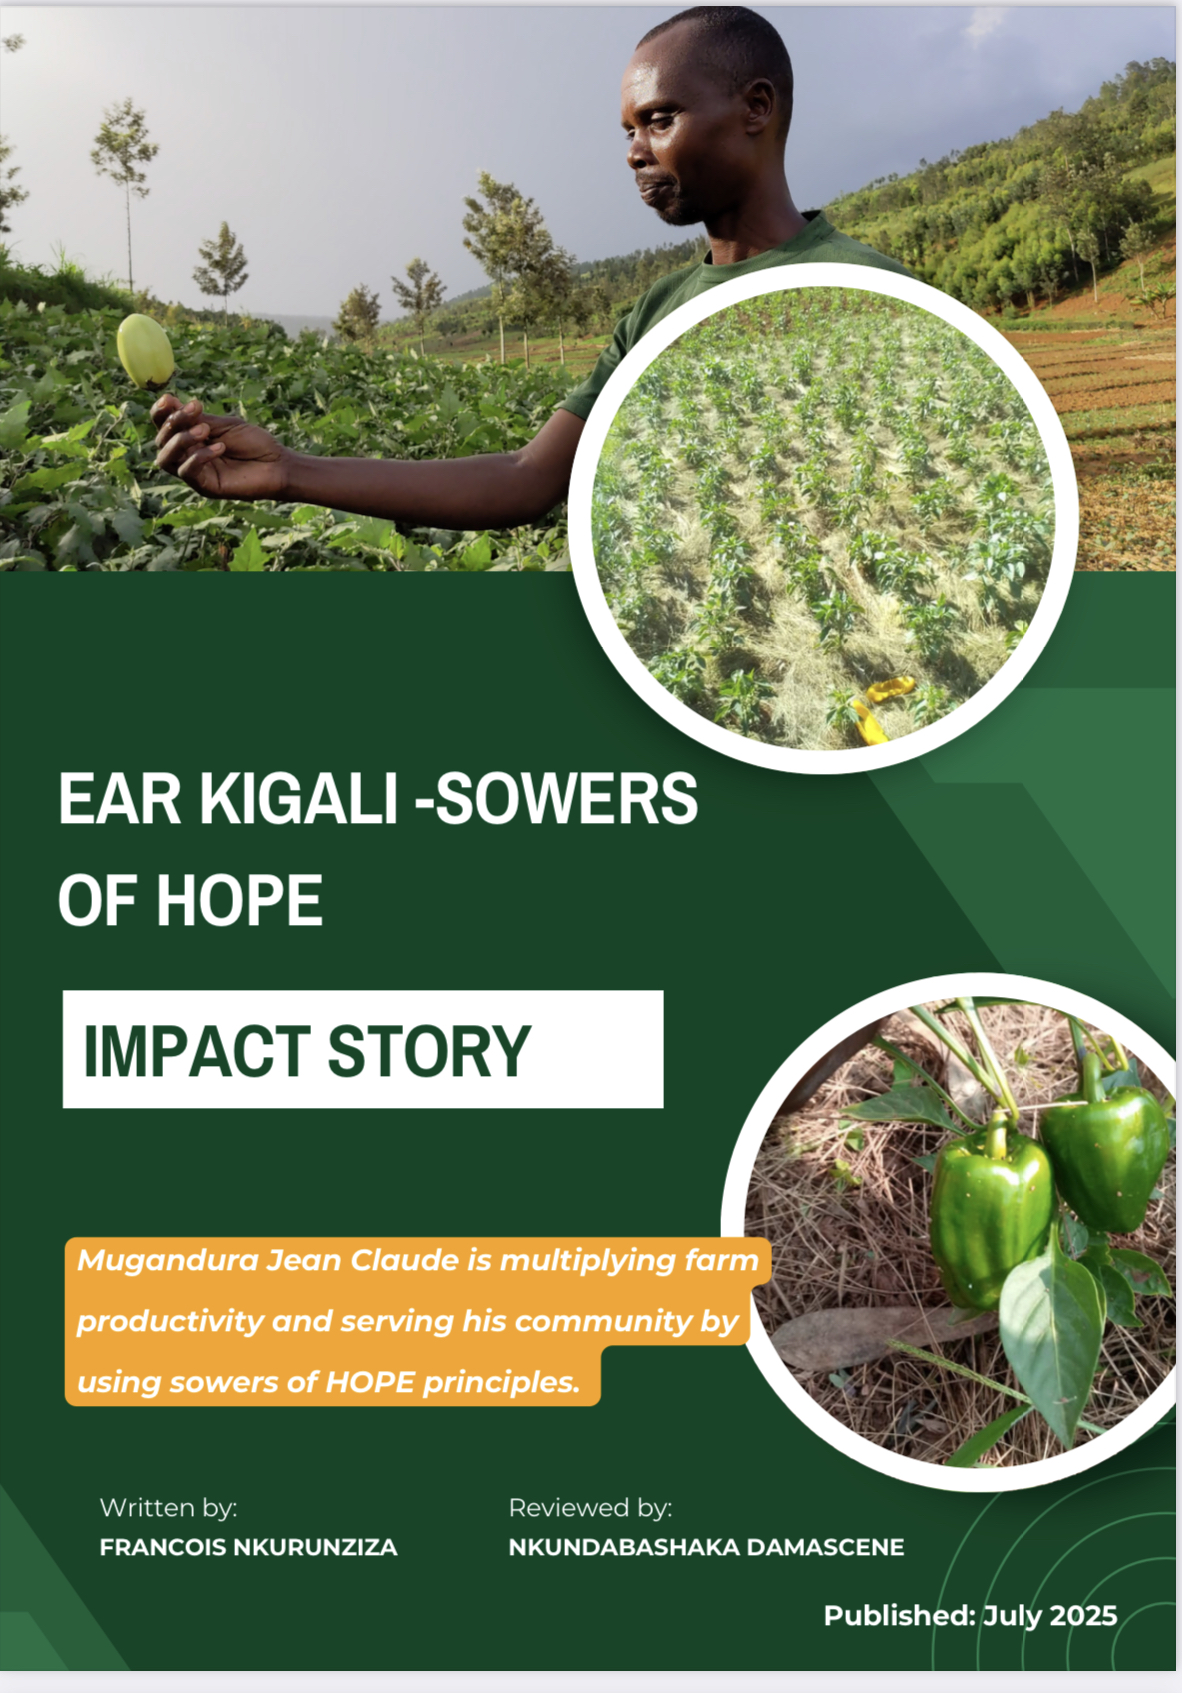 EAR KIGALI -SOWERS
OF HOPE
IMPACT STORY
Mugandura Jean Claude is multiplying farm
productivity and serving his community by
using sowers of HOPE principles.
Written by:
FRANCOIS NKURUNZIZA
Reviewed by:
NKUNDABASHAKA DAMASCENE
Published: July 2025